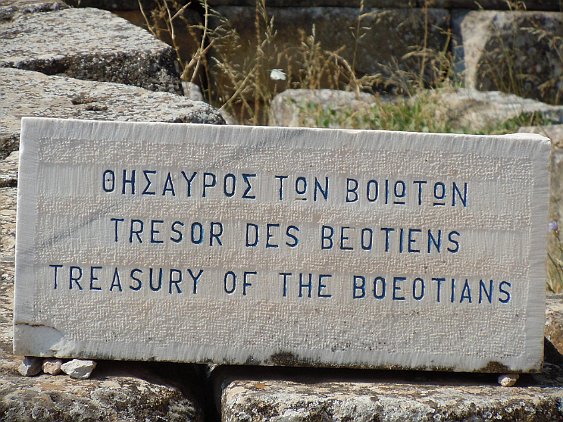 ΘΗΣΑΥΡΟΣ ΤΩΝ ΒΟΙΩΤΩΝ
TRESOR DES BEOTIENS
TREASURY OF THE BOEOTIANS